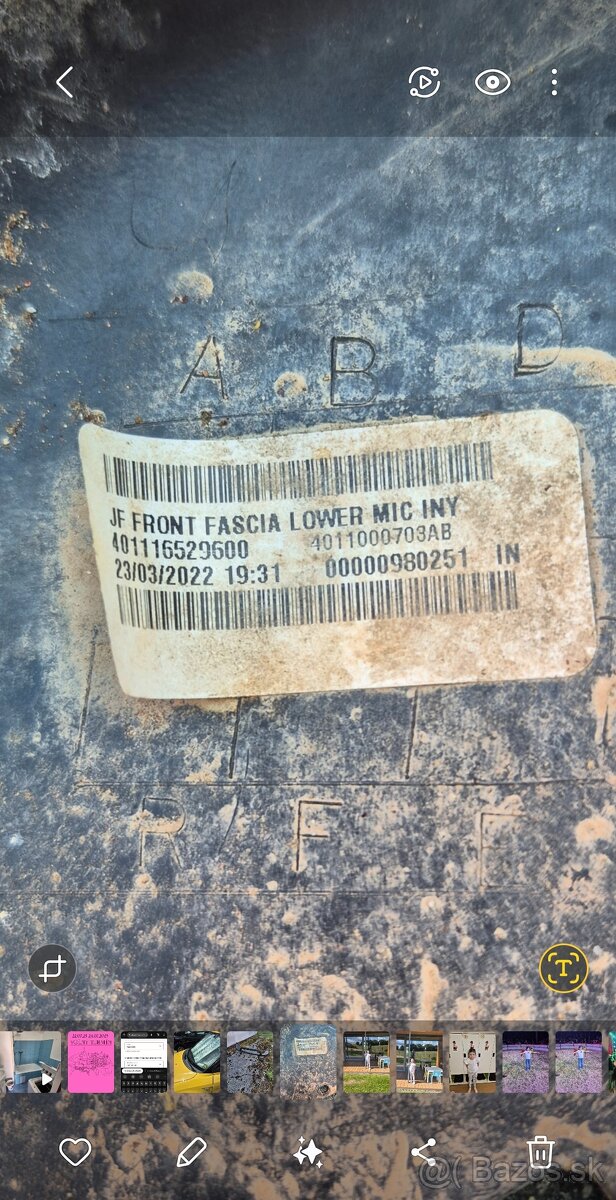 A B D
JF FRONT FASCIA LOWER MIC INY
401116529600 4011000703AB
23/03/2022 19:31 00000980251 IN
R F F
T
Bazos.sk